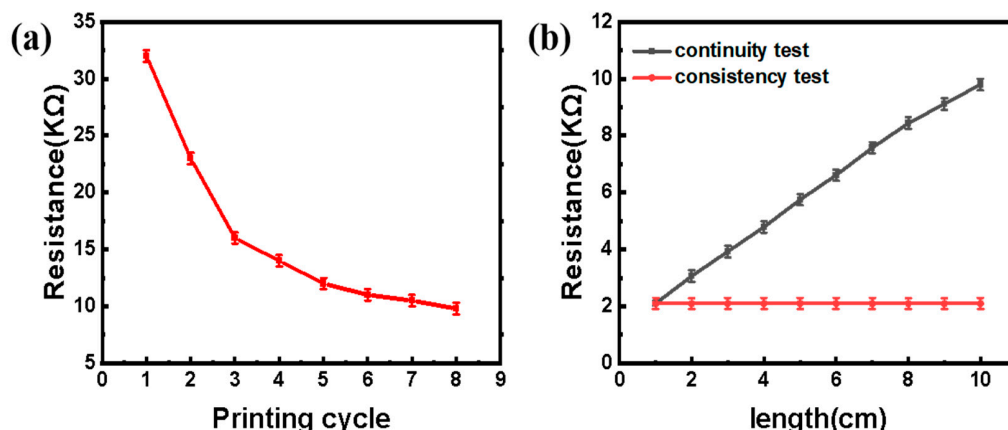 (a)
35
30
25
20
15
10
5
0 1 2 3 4 5 6 7 8 9
Resistance(KΩ)
Printing cycle
(b)
12
10
8
6
4
2
0
0 2 4 6 8 10
Resistance(KΩ)
length(cm)
continuity test
consistency test